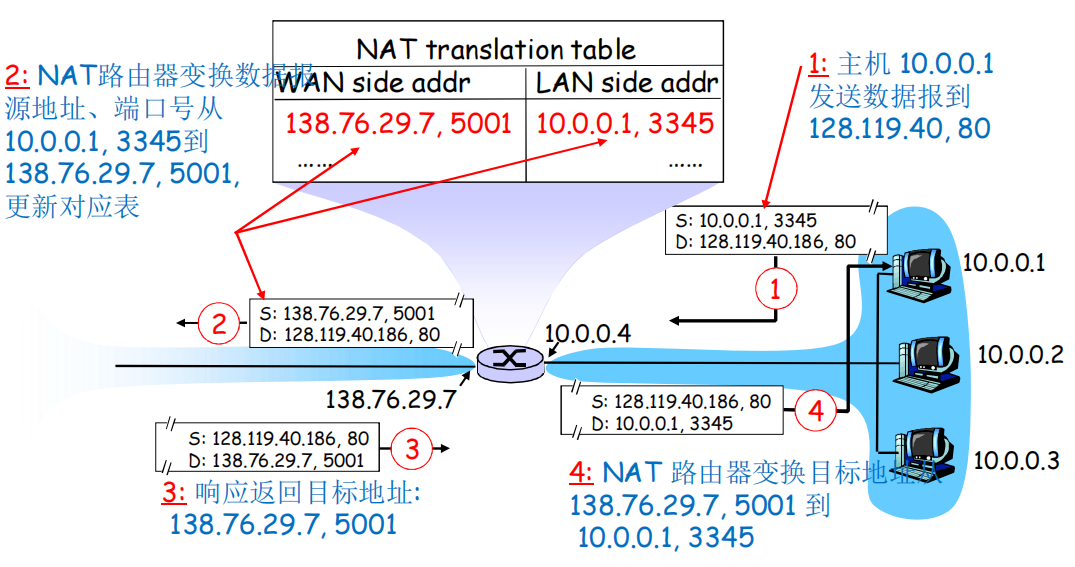 NAT translation table
WAN side addr LAN side addr
138.76.29.7, 5001 10.0.0.1, 3345
...... ......
2: NAT路由器变换数据报
源地址、端口号从
10.0.0.1, 3345到
138.76.29.7, 5001,
更新对应表
1: 主机 10.0.0.1
发送数据报到
128.119.40, 80
S: 10.0.0.1, 3345
D: 128.119.40.186, 80
1
10.0.0.1
S: 138.76.29.7, 5001
D: 128.119.40.186, 80
2
10.0.0.4
10.0.0.2
138.76.29.7
S: 128.119.40.186, 80
D: 10.0.0.1, 3345
4
S: 128.119.40.186, 80
D: 138.76.29.7, 5001
3
10.0.0.3
3: 响应返回目标地址:
138.76.29.7, 5001
4: NAT 路由器变换目标地址从
138.76.29.7, 5001 到
10.0.0.1, 3345